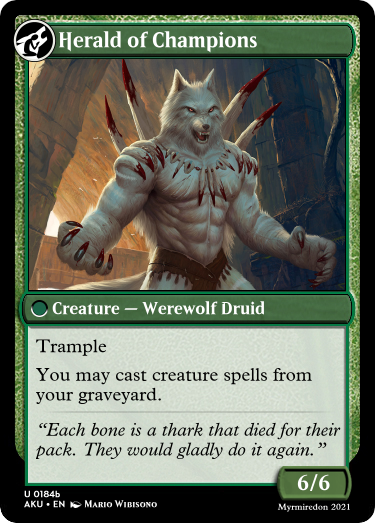 Herald of Champions
Creature — Werewolf Druid
Trample
You may cast creature spells from
your graveyard.
“Each bone is a thark that died for their
pack. They would gladly do it again.”
6/6
U 0184b
AKU • EN Mario Wibisono
Myrmiredon 2021